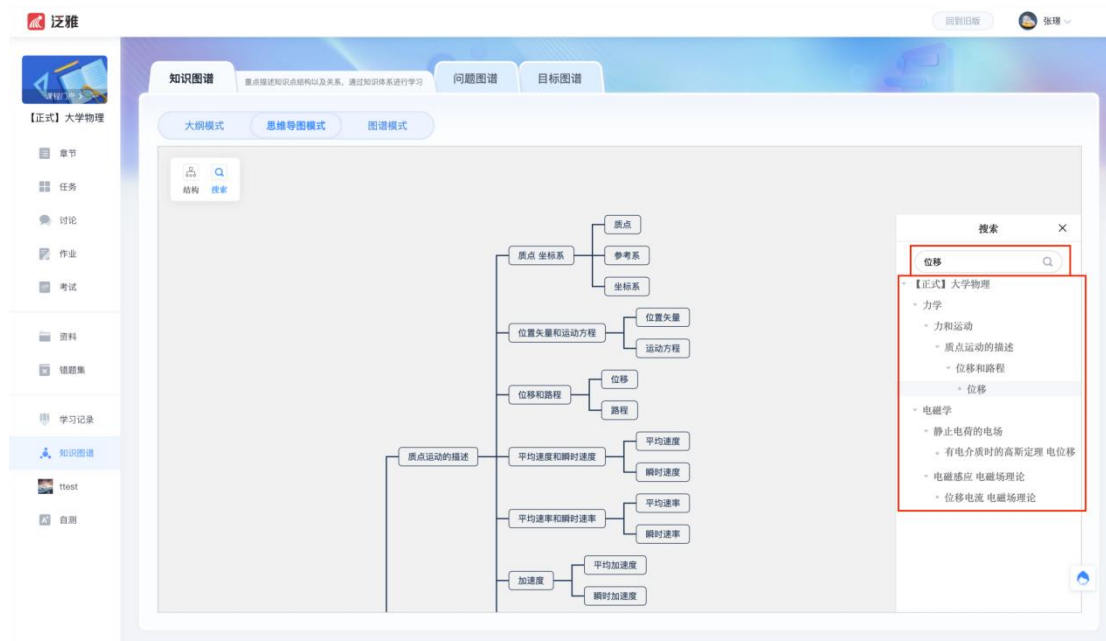 泛雅
回到旧版
张璟
课程门户 >
【正式】大学物理
章节
任务
讨论
作业
考试
资料
错题集
学习记录
知识图谱
ttest
自测
知识图谱
重点描述知识点结构以及关系，通过知识体系进行学习
问题图谱
目标图谱
大纲模式
思维导图模式
图谱模式
结构
搜索
质点运动的描述
质点 坐标系
质点
参考系
坐标系
位置矢量和运动方程
位置矢量
运动方程
位移和路程
位移
路程
平均速度和瞬时速度
平均速度
瞬时速度
平均速率和瞬时速率
平均速率
瞬时速率
加速度
平均加速度
瞬时加速度
搜索
位移
【正式】大学物理
力学
力和运动
质点运动的描述
位移和路程
位移
电磁学
静止电荷的电场
有电介质时的高斯定理 电位移
电磁感应 电磁场理论
位移电流 电磁场理论